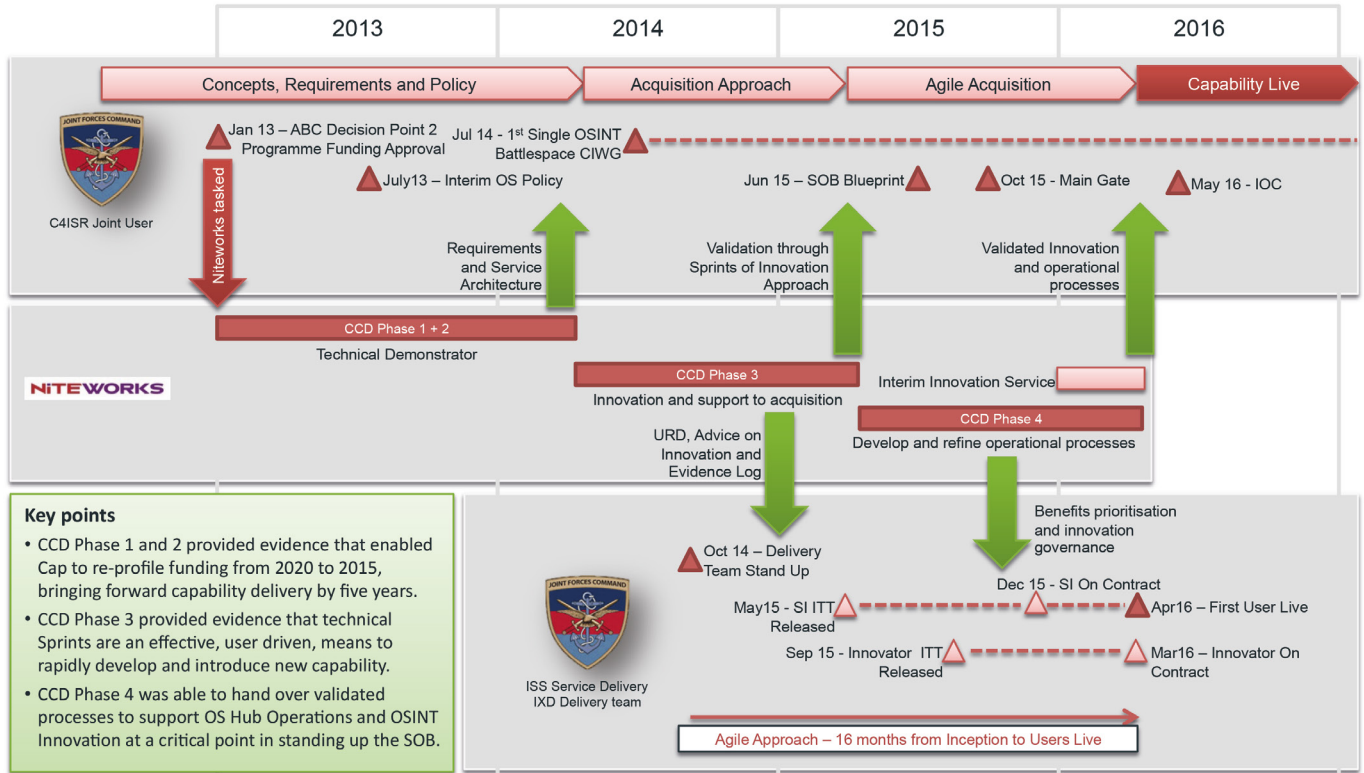 2013
2014
2015
2016
Concepts, Requirements and Policy
Acquisition Approach
Agile Acquisition
Capability Live
JOINT FORCES COMMAND
C4ISR Joint User
Jan 13 – ABC Decision Point 2
Programme Funding Approval
Jul 14 - 1st Single OSINT
Battlespace CIWG
July13 – Interim OS Policy
Jun 15 – SOB Blueprint
Oct 15 - Main Gate
May 16 - IOC
Niteworks tasked
Requirements
and Service
Architecture
Validation through
Sprints of Innovation
Approach
Validated Innovation
and operational
processes
NiTEWORKS
CCD Phase 1 + 2
Technical Demonstrator
CCD Phase 3
Innovation and support to acquisition
Interim Innovation Service
CCD Phase 4
Develop and refine operational processes
URD, Advice on
Innovation and
Evidence Log
Benefits prioritisation
and innovation
governance
Key points
• CCD Phase 1 and 2 provided evidence that enabled
Cap to re-profile funding from 2020 to 2015,
bringing forward capability delivery by five years.
• CCD Phase 3 provided evidence that technical
Sprints are an effective, user driven, means to
rapidly develop and introduce new capability.
• CCD Phase 4 was able to hand over validated
processes to support OS Hub Operations and OSINT
Innovation at a critical point in standing up the SOB.
JOINT FORCES COMMAND
ISS Service Delivery
IXD Delivery team
Oct 14 – Delivery
Team Stand Up
May15 - SI ITT
Released
Dec 15 - SI On Contract
Apr16 – First User Live
Sep 15 - Innovator ITT
Released
Mar16 – Innovator On
Contract
Agile Approach – 16 months from Inception to Users Live